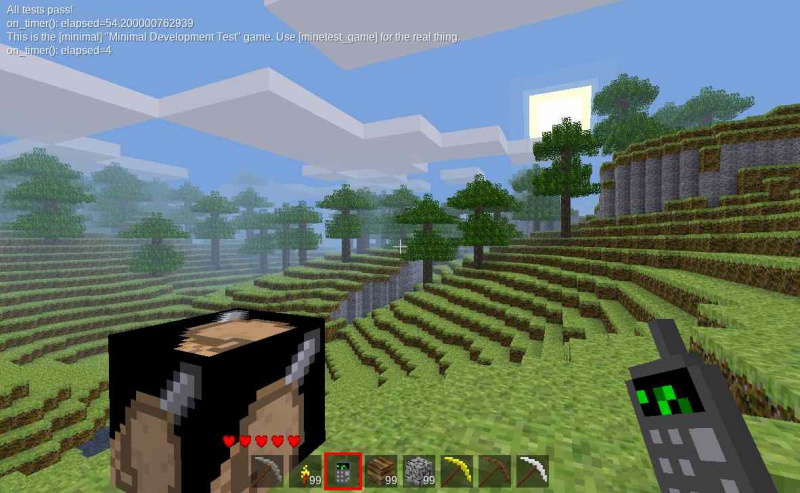 All tests pass!
on_timer(): elapsed=54.200000762939
This is the [minimal] "Minimal Development Test" game. Use [minetest_game] for the real thing.
on_timer(): elapsed=4
99 99 99